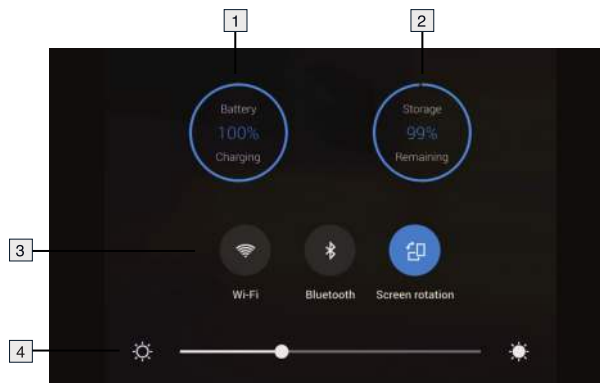 1
2
Battery
100%
Charging
Storage
99%
Remaining
3
Wi-Fi
Bluetooth
Screen rotation
4